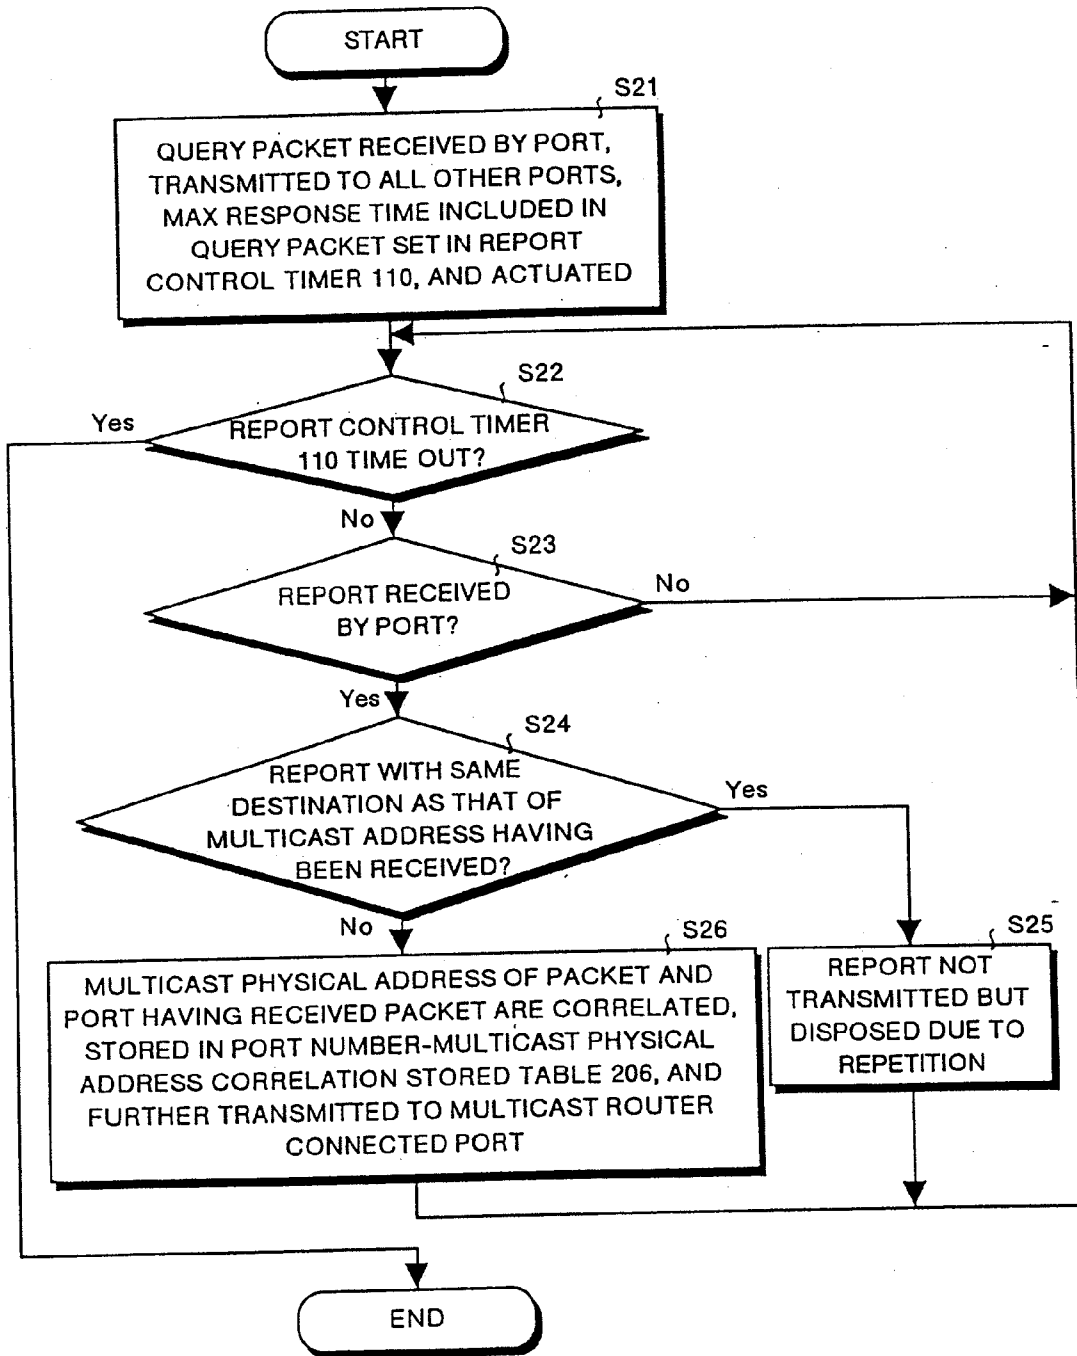 START
S21
QUERY PACKET RECEIVED BY PORT,
TRANSMITTED TO ALL OTHER PORTS,
MAX RESPONSE TIME INCLUDED IN
QUERY PACKET SET IN REPORT
CONTROL TIMER 110, AND ACTUATED
S22
Yes
REPORT CONTROL TIMER
110 TIME OUT?
No
S23
REPORT RECEIVED
BY PORT?
No
Yes
S24
REPORT WITH SAME
DESTINATION AS THAT OF
MULTICAST ADDRESS HAVING
BEEN RECEIVED?
Yes
No
S26
MULTICAST PHYSICAL ADDRESS OF PACKET AND
PORT HAVING RECEIVED PACKET ARE CORRELATED,
STORED IN PORT NUMBER-MULTICAST PHYSICAL
ADDRESS CORRELATION STORED TABLE 206, AND
FURTHER TRANSMITTED TO MULTICAST ROUTER
CONNECTED PORT
S25
REPORT NOT
TRANSMITTED BUT
DISPOSED DUE TO
REPETITION
END